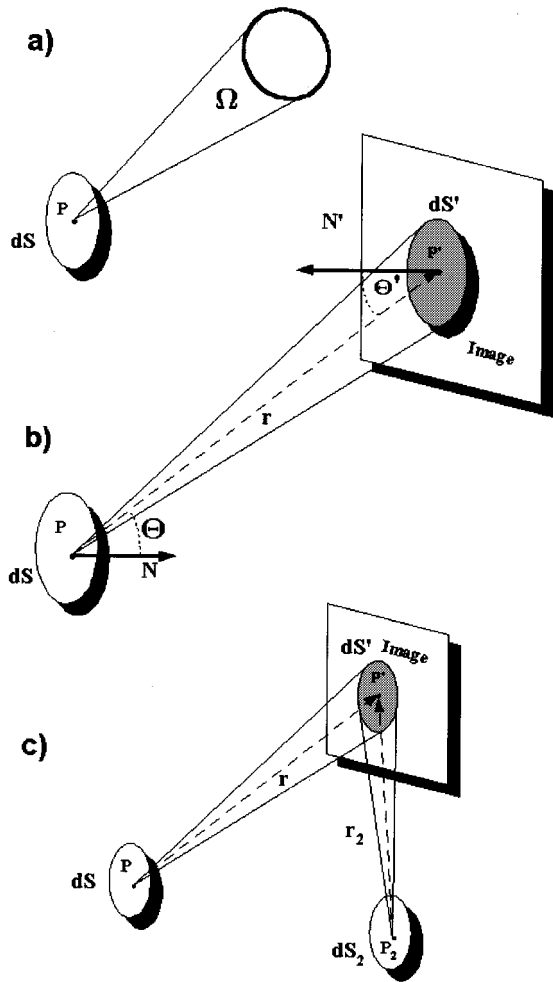 a)
Ω
P
dS
dS'
N'
P'
Θ'
Image
r
b)
P
Θ
dS
N
dS'
Image
P'
c)
r
P
dS
r₂
dS₂
P₂